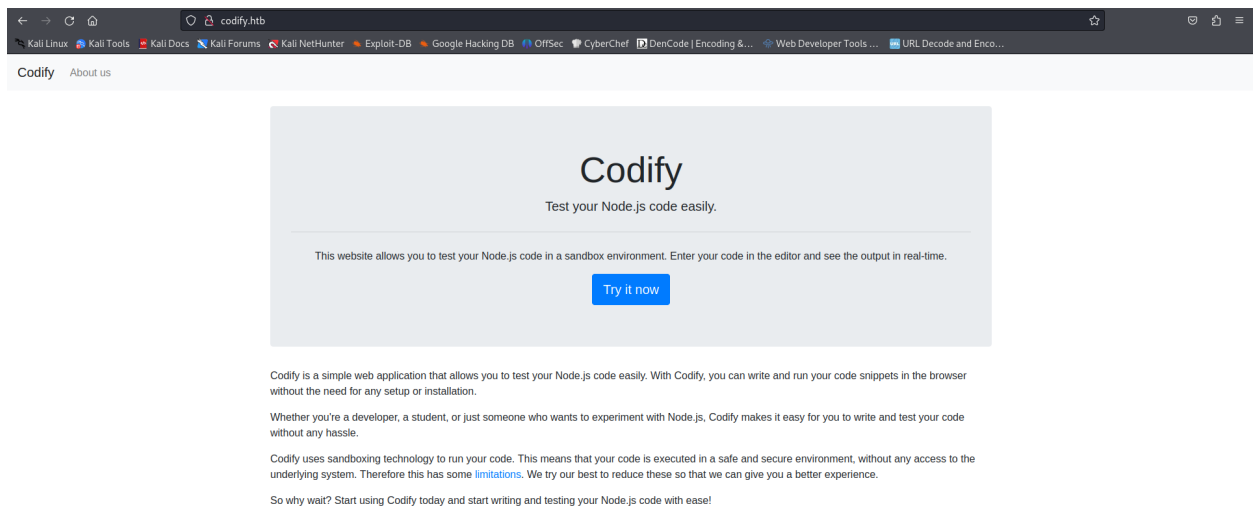 codify.htb
Kali Linux Kali Tools Kali Docs Kali Forums Kali NetHunter Exploit-DB Google Hacking DB OffSec CyberChef DenCode | Encoding &... Web Developer Tools ... URL Decode and Enco...
Codify About us
Codify
Test your Node.js code easily.
This website allows you to test your Node.js code in a sandbox environment. Enter your code in the editor and see the output in real-time.
Try it now
Codify is a simple web application that allows you to test your Node.js code easily. With Codify, you can write and run your code snippets in the browser
without the need for any setup or installation.
Whether you're a developer, a student, or just someone who wants to experiment with Node.js, Codify makes it easy for you to write and test your code
without any hassle.
Codify uses sandboxing technology to run your code. This means that your code is executed in a safe and secure environment, without any access to the
underlying system. Therefore this has some limitations. We try our best to reduce these so that we can give you a better experience.
So why wait? Start using Codify today and start writing and testing your Node.js code with ease!